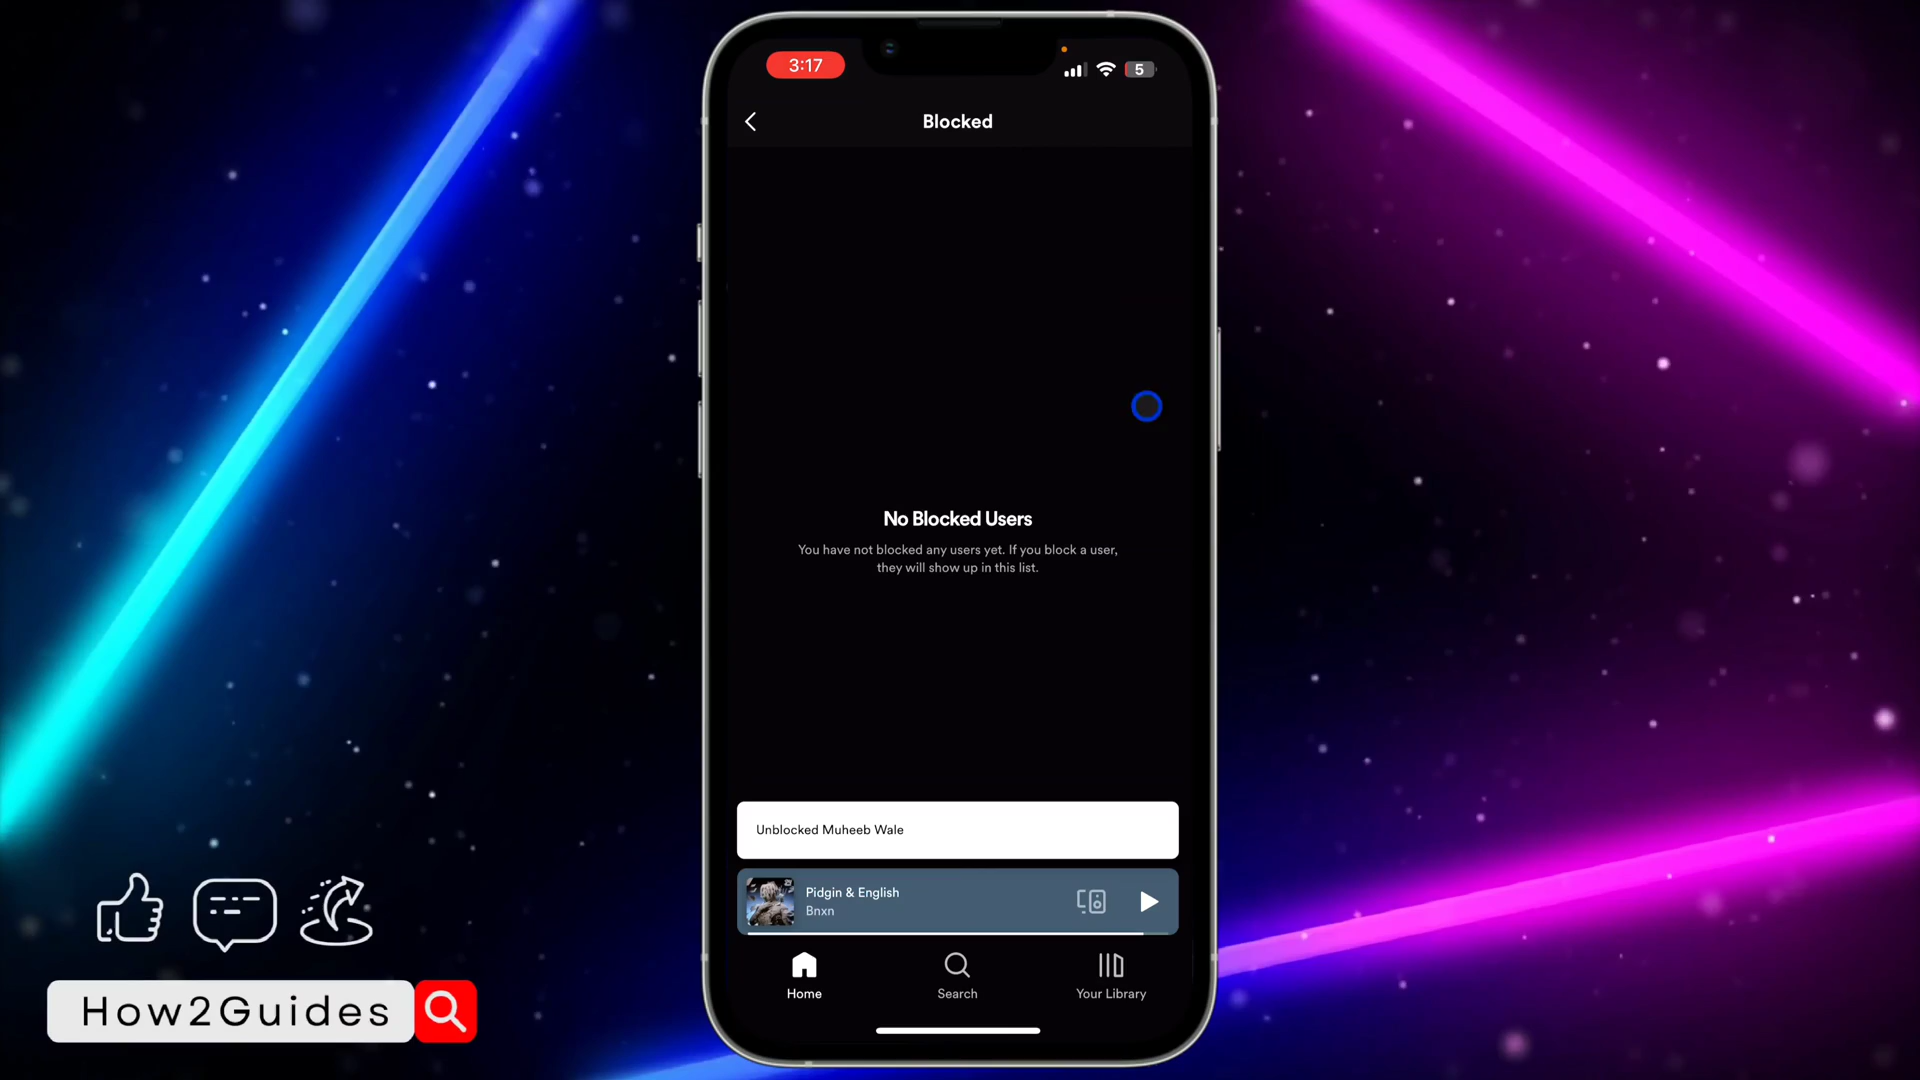 3:17
5
Blocked
No Blocked Users
You have not blocked any users yet. If you block a user,
they will show up in this list.
Unblocked Muheeb Wale
Pidgin & English
Bnxn
Home
Search
Your Library
How2Guides